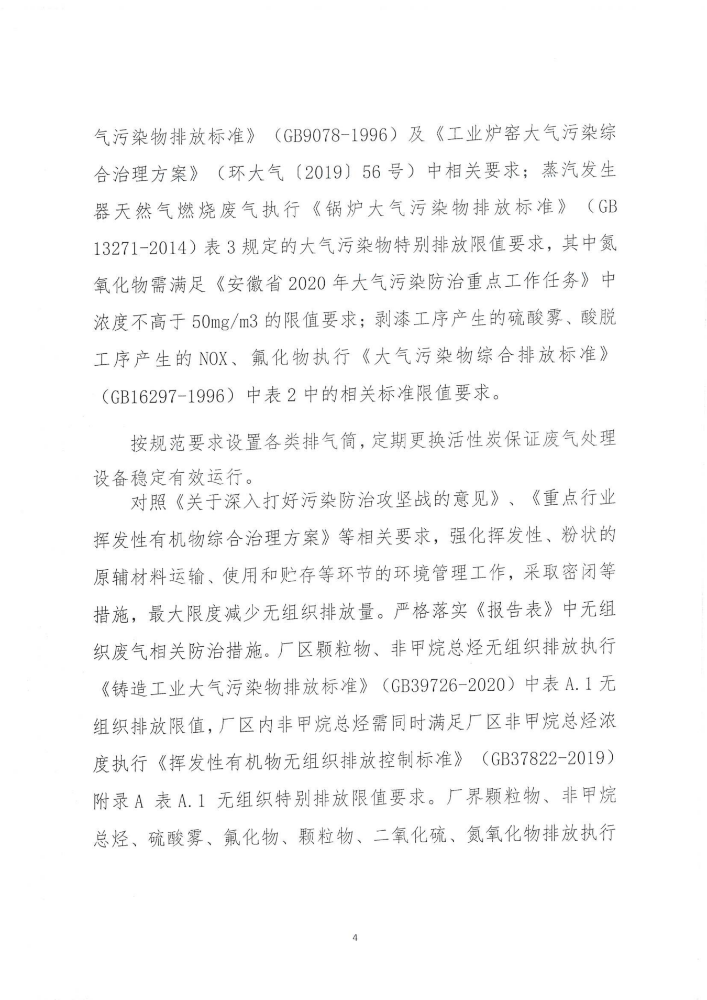 气污染物排放标准》（GB9078-1996）及《工业炉窑大气污染综
合治理方案》（环大气〔2019〕56号）中相关要求；蒸汽发生
器天然气燃烧废气执行《锅炉大气污染物排放标准》（GB
13271-2014）表3规定的大气污染物特别排放限值要求，其中氮
氧化物需满足《安徽省2020年大气污染防治重点工作任务》中
浓度不高于50mg/m3的限值要求；剥漆工序产生的硫酸雾、酸脱
工序产生的NOX、氟化物执行《大气污染物综合排放标准》
（GB16297-1996）中表2中的相关标准限值要求。
按规范要求设置各类排气筒，定期更换活性炭保证废气处理
设备稳定有效运行。
对照《关于深入打好污染防治攻坚战的意见》、《重点行业
挥发性有机物综合治理方案》等相关要求，强化挥发性、粉状的
原辅材料运输、使用和贮存等环节的环境管理工作，采取密闭等
措施，最大限度减少无组织排放量。严格落实《报告表》中无组
织废气相关防治措施。厂区颗粒物、非甲烷总烃无组织排放执行
《铸造工业大气污染物排放标准》（GB39726-2020）中表A.1无
组织排放限值，厂区内非甲烷总烃需同时满足厂区非甲烷总烃浓
度执行《挥发性有机物无组织排放控制标准》（GB37822-2019）
附录A 表A.1 无组织特别排放限值要求。厂界颗粒物、非甲烷
总烃、硫酸雾、氟化物、颗粒物、二氧化硫、氮氧化物排放执行
4